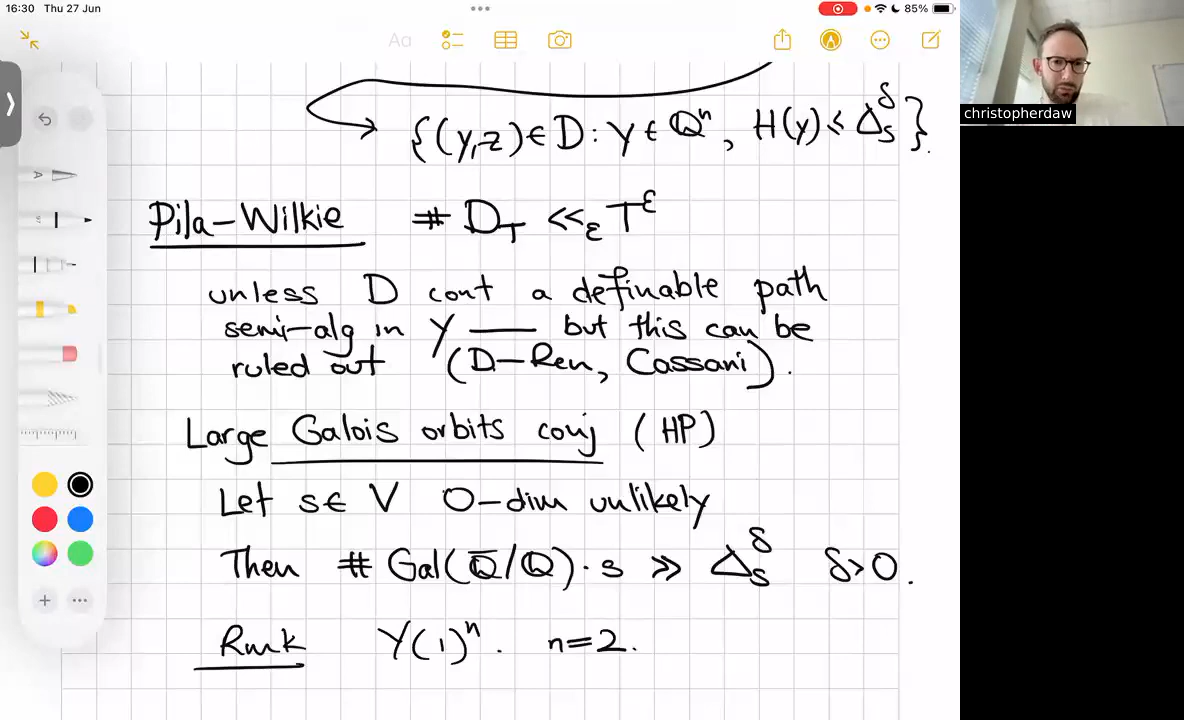 16:30 Thu 27 Jun
85%
Aa
{(y,z) ∈ D : y ∈ ℚⁿ, H(y) ≤ Δ_s^δ}.
Pila-Wilkie # D_T <<_ε T^ε
unless D cont a definable path
semi-alg in Y —— but this can be
ruled out (D-Ren, Cassani).
Large Galois orbits conj (HP)
Let s ∈ V 0-dim unlikely
Then # Gal(ℚ̅/ℚ)·s >> Δ_s^δ δ>0.
Rmk Y(1)ⁿ. n=2.
christopherdaw